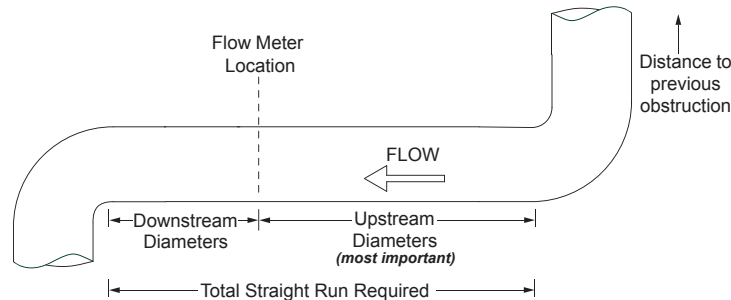 Flow Meter
Location
Distance to
previous
obstruction
FLOW
Downstream
Diameters
Upstream
Diameters
(most important)
Total Straight Run Required